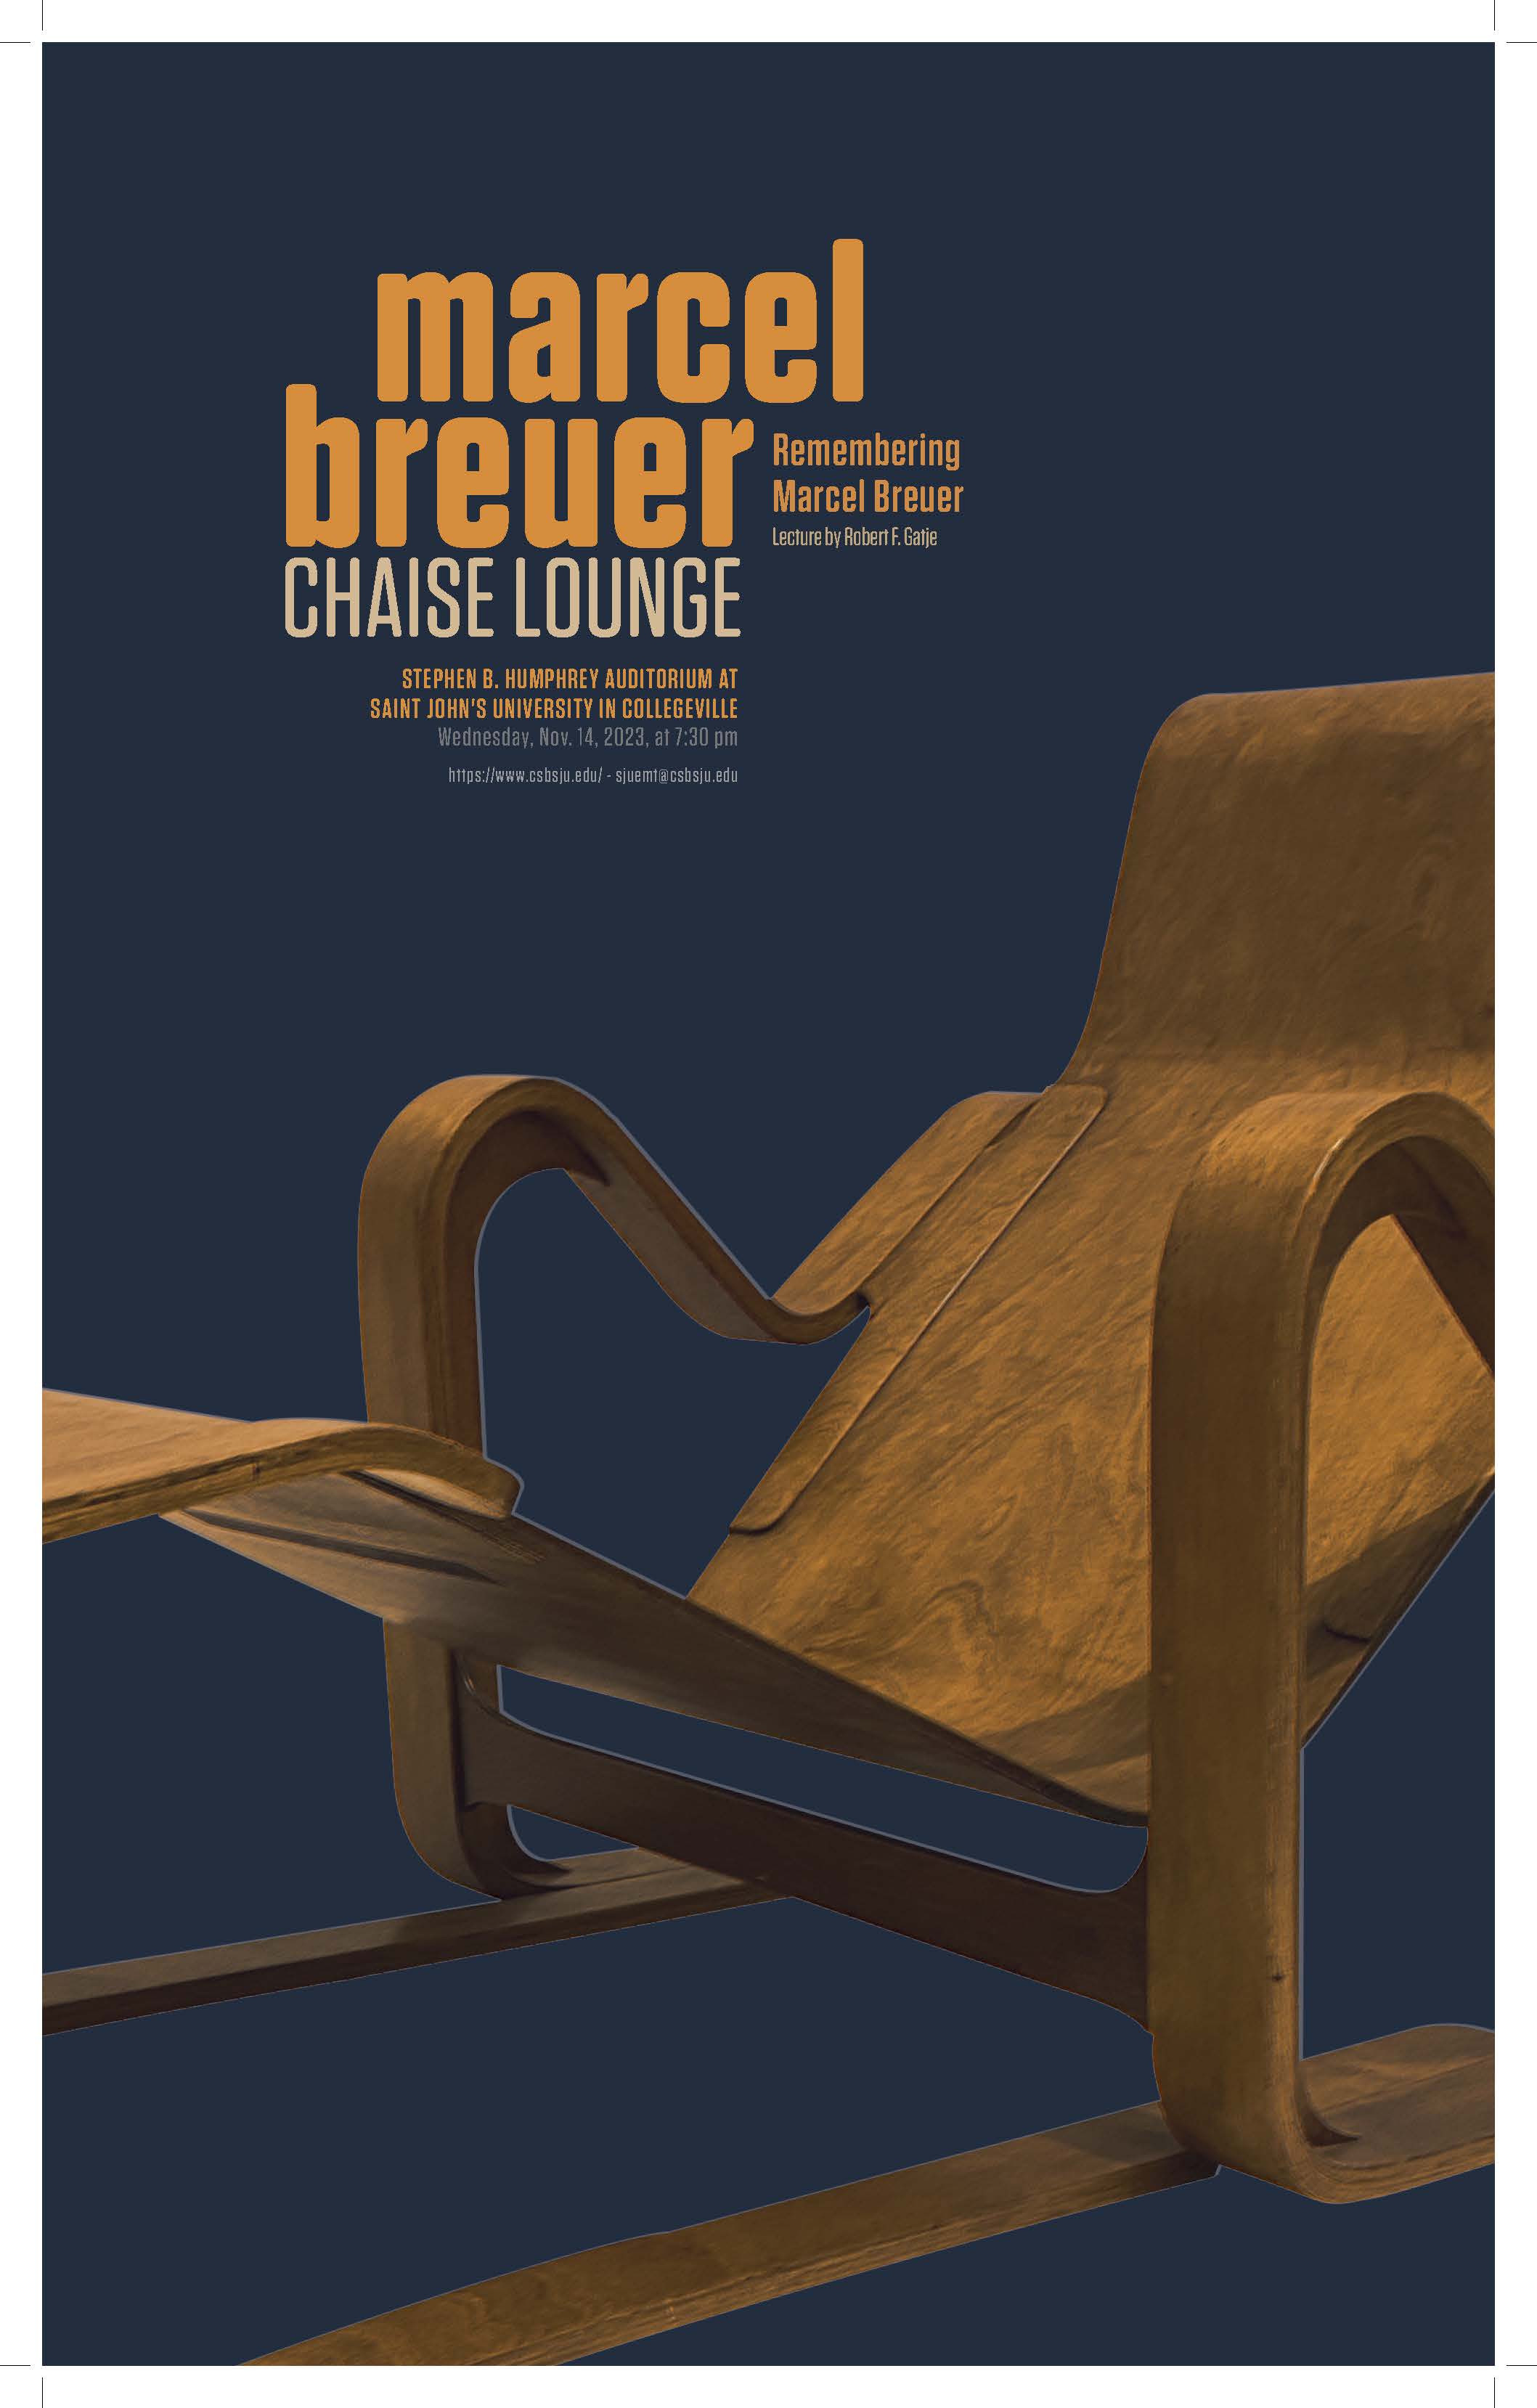 marcel
breuer
CHAISE LOUNGE
Remembering
Marcel Breuer
Lecture by Robert F. Gatje
STEPHEN B. HUMPHREY AUDITORIUM AT
SAINT JOHN'S UNIVERSITY IN COLLEGEVILLE
Wednesday, Nov. 14, 2023, at 7:30 pm
https://www.csbsju.edu/ - sjuemt@csbsju.edu